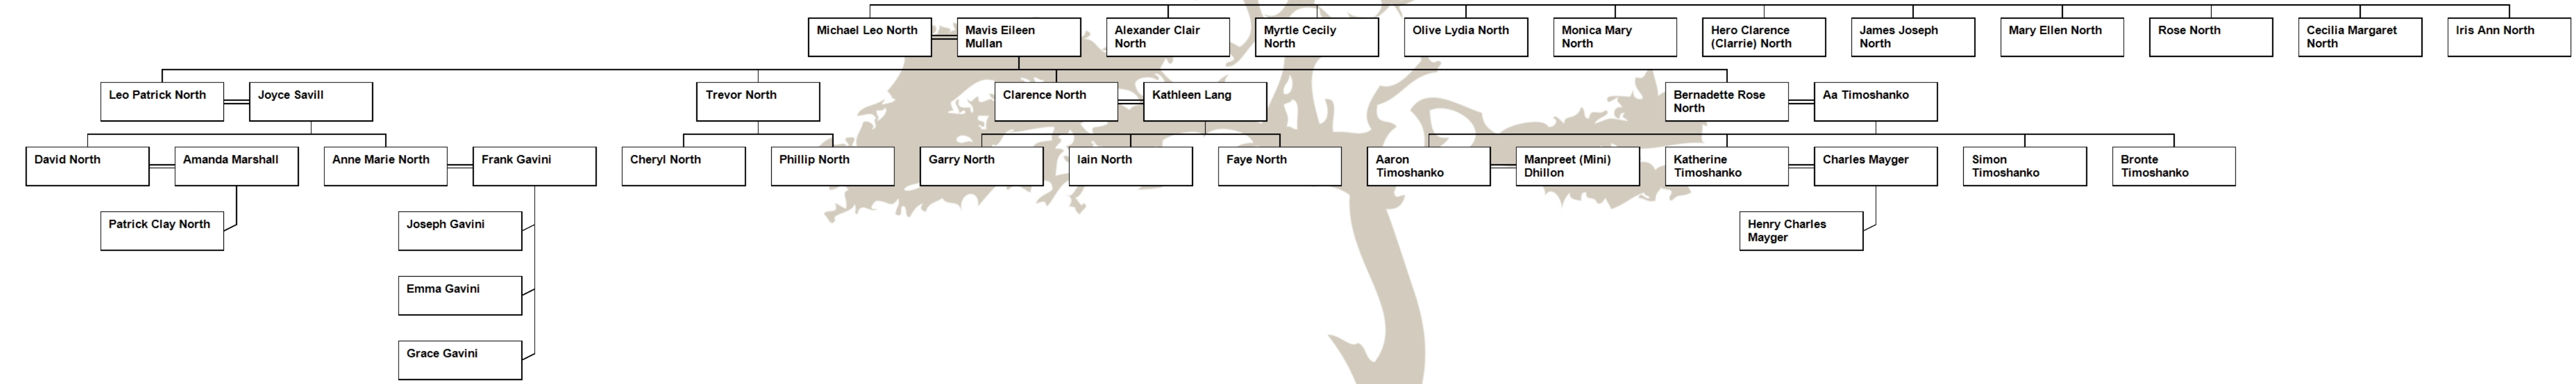 Michael Leo North
Mavis Eileen
Mullan
Alexander Clair
North
Myrtle Cecily
North
Olive Lydia North
Monica Mary
North
Hero Clarence
(Clarrie) North
James Joseph
North
Mary Ellen North
Rose North
Cecilia Margaret
North
Iris Ann North
Leo Patrick North
Joyce Savill
Trevor North
Clarence North
Kathleen Lang
Bernadette Rose
North
Aa Timoshanko
David North
Amanda Marshall
Anne Marie North
Frank Gavini
Cheryl North
Phillip North
Garry North
Iain North
Faye North
Aaron
Timoshanko
Manpreet (Mini)
Dhillon
Katherine
Timoshanko
Charles Mayger
Simon
Timoshanko
Bronte
Timoshanko
Patrick Clay North
Joseph Gavini
Henry Charles
Mayger
Emma Gavini
Grace Gavini